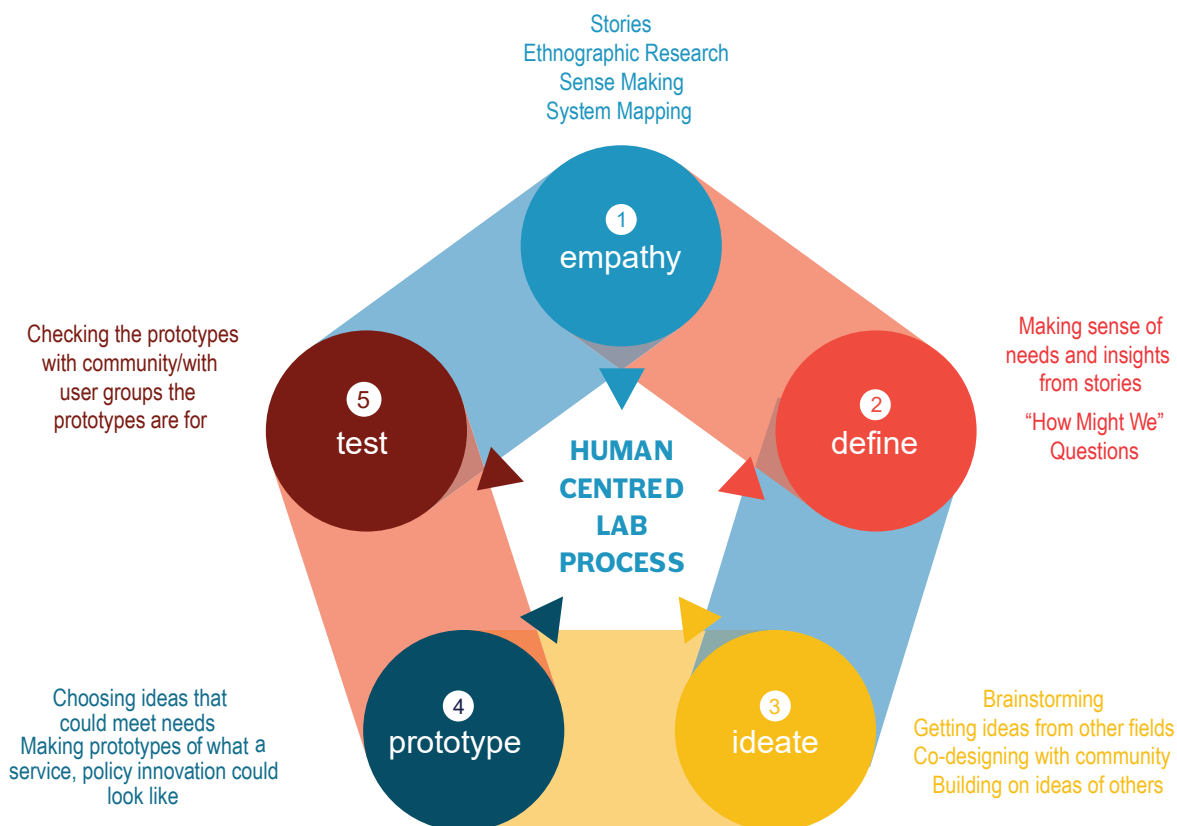 Stories
Ethnographic Research
Sense Making
System Mapping
1
empathy
Making sense of
needs and insights
from stories
“How Might We”
Questions
2
define
HUMAN
CENTRED
LAB
PROCESS
3
ideate
Brainstorming
Getting ideas from other fields
Co-designing with community
Building on ideas of others
4
prototype
Choosing ideas that
could meet needs
Making prototypes of what a
service, policy innovation could
look like
5
test
Checking the prototypes
with community/with
user groups the
prototypes are for